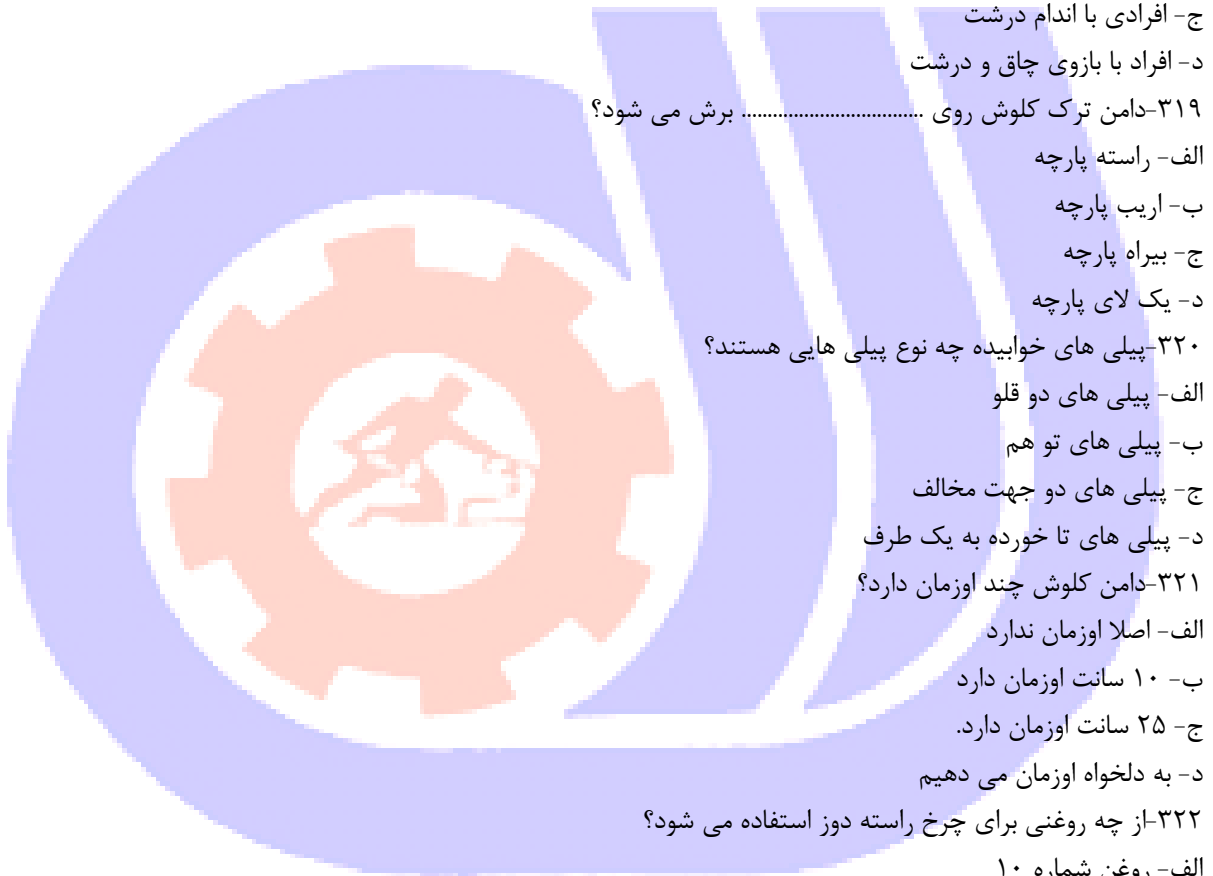 ج- افرادی با اندام درشت
د- افراد با بازوی چاق و درشت
۳۱۹-دامن ترک کلوش روی ................................... برش می شود؟
الف- راسته پارچه
ب- اریب پارچه
ج- بیراه پارچه
د- یک لای پارچه
۳۲۰-پیلی های خوابیده چه نوع پیلی هایی هستند؟
الف- پیلی های دو قلو
ب- پیلی های تو هم
ج- پیلی های دو جهت مخالف
د- پیلی های تا خورده به یک طرف
۳۲۱-دامن کلوش چند اوزمان دارد؟
الف- اصلا اوزمان ندارد
ب- ۱۰ سانت اوزمان دارد
ج- ۲۵ سانت اوزمان دارد.
د- به دلخواه اوزمان می دهیم
۳۲۲-از چه روغنی برای چرخ راسته دوز استفاده می شود؟
الف- روغن شماره ۱۰